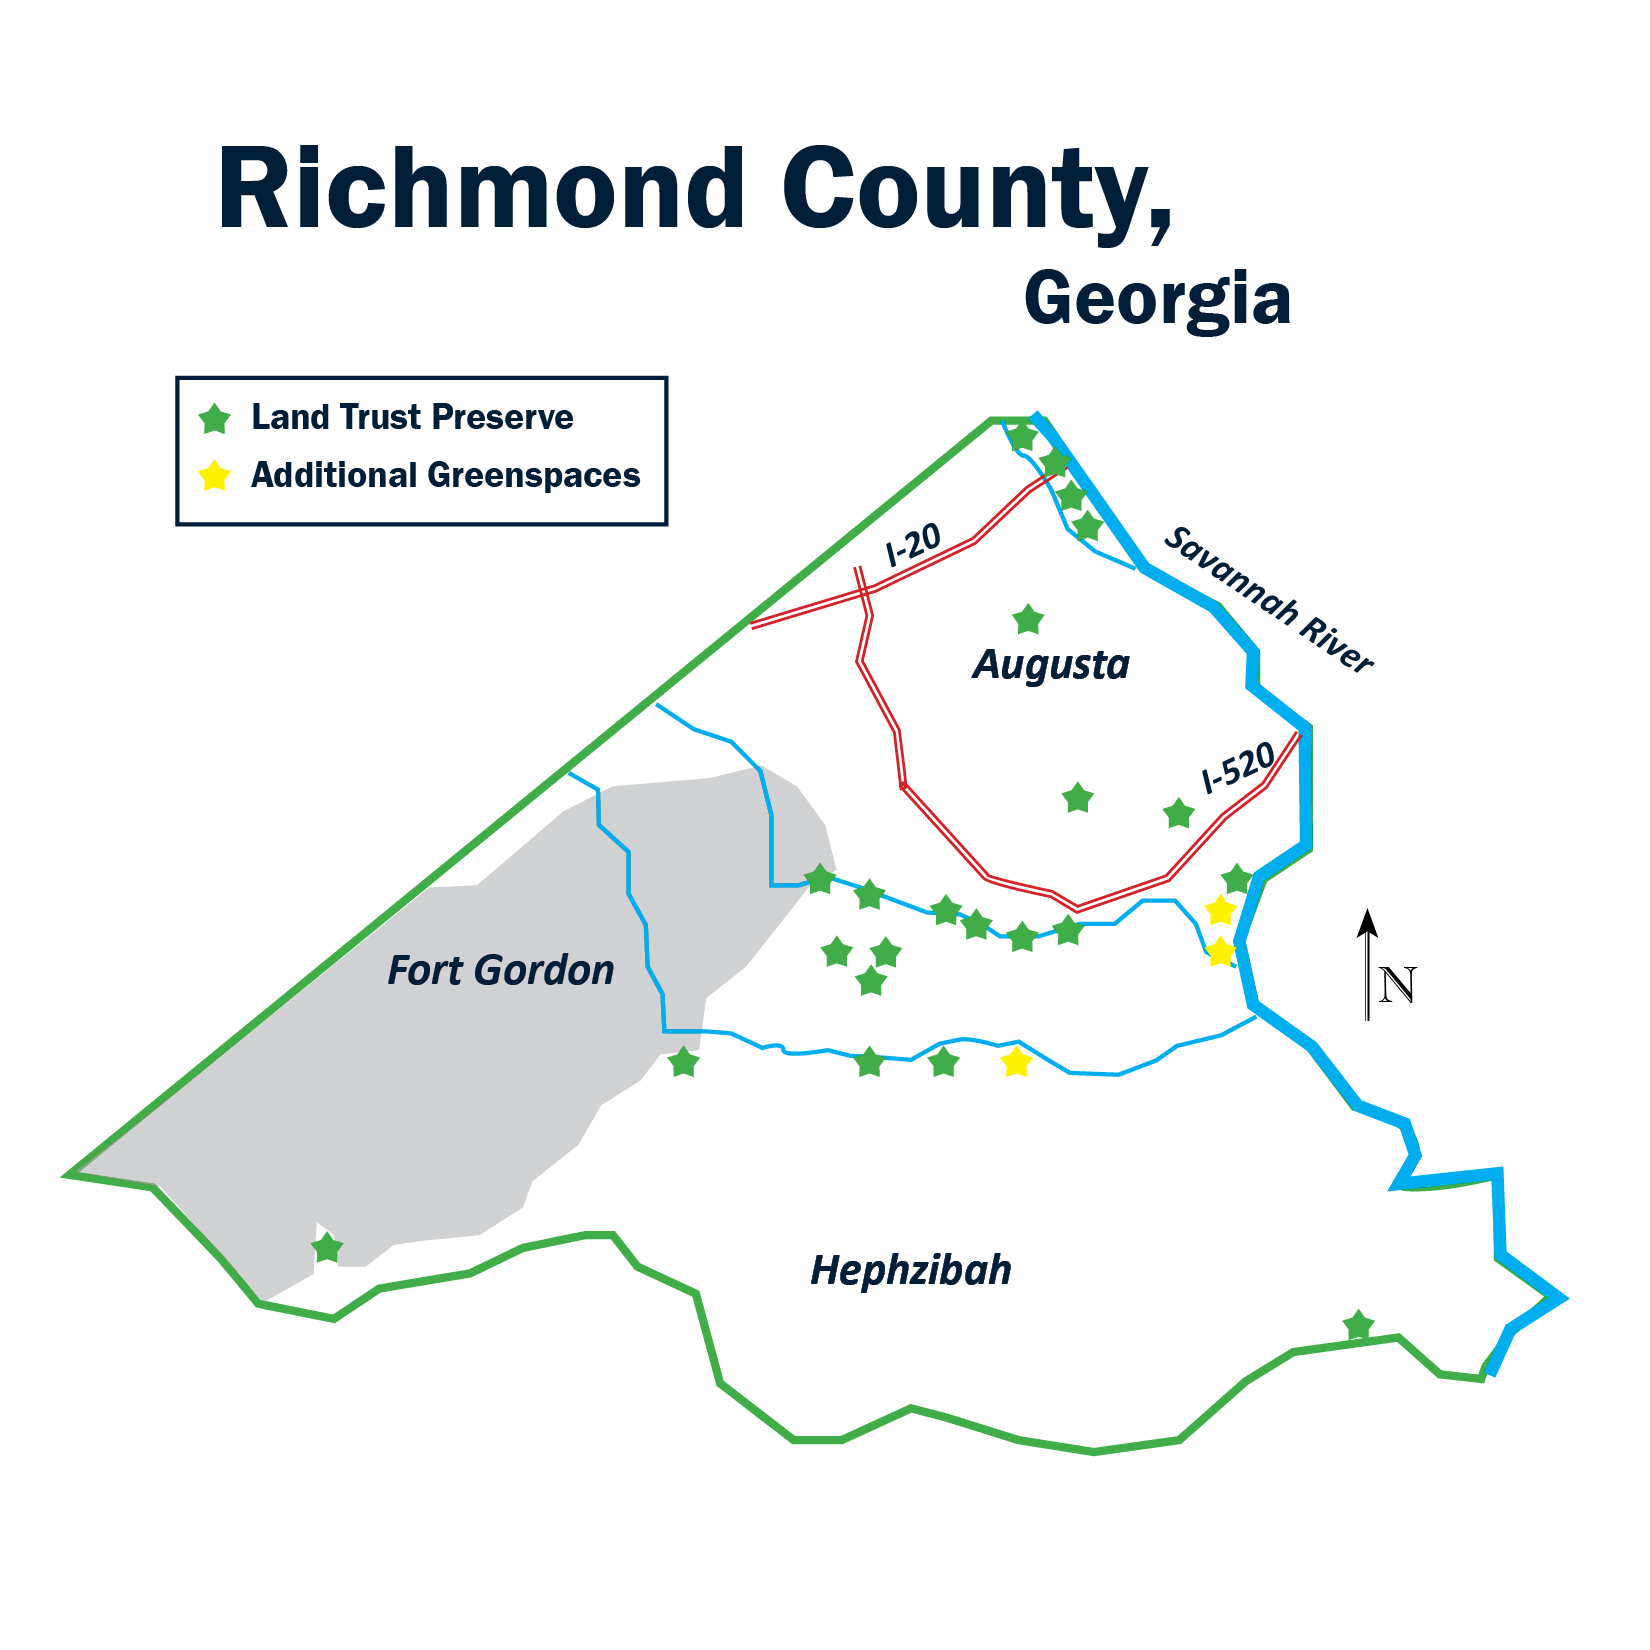 Richmond County,
Georgia
Land Trust Preserve
Additional Greenspaces
I-20
Savannah River
Augusta
I-520
Fort Gordon
N
Hephzibah